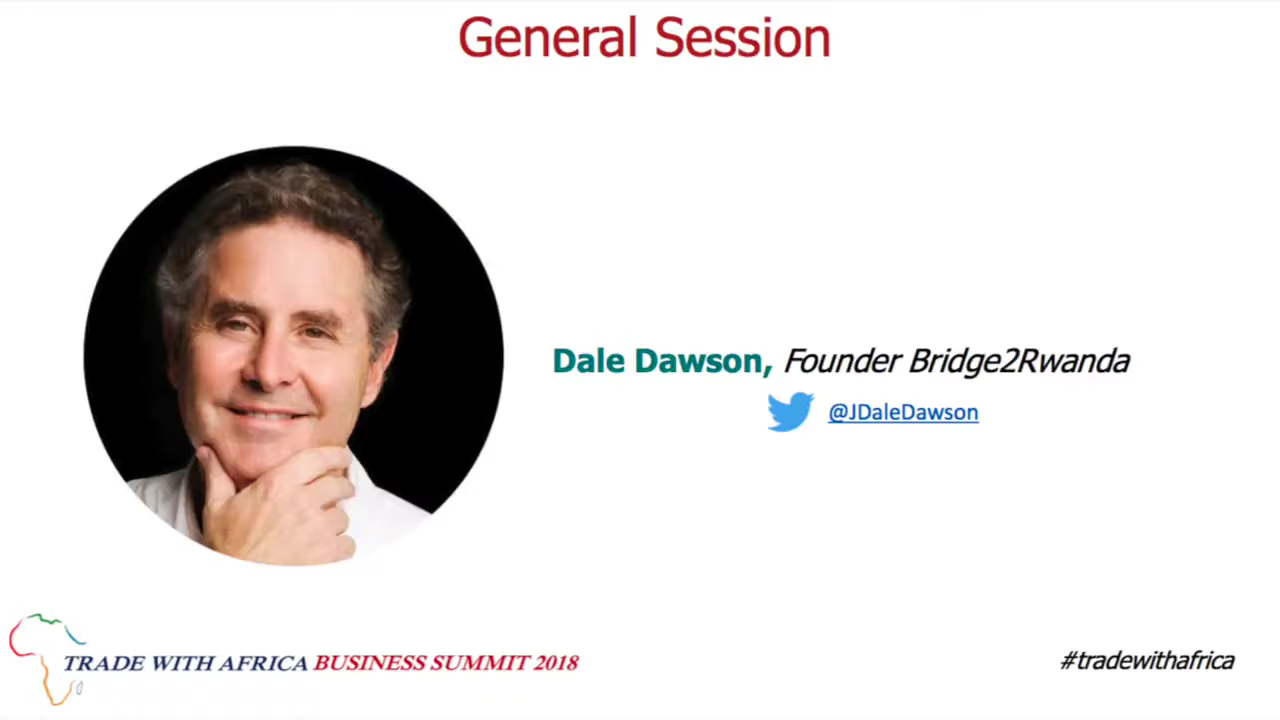 General Session
Dale Dawson, Founder Bridge2Rwanda
@JDaleDawson
TRADE WITH AFRICA BUSINESS SUMMIT 2018
#tradewithafrica